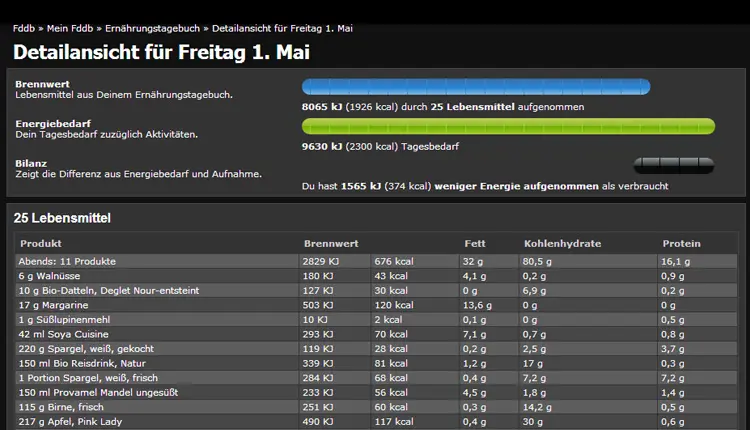 Fddb » Mein Fddb » Ernährungstagebuch » Detailansicht für Freitag 1. Mai
Detailansicht für Freitag 1. Mai
Brennwert
Lebensmittel aus Deinem Ernährungstagebuch.
8065 kJ (1926 kcal) durch 25 Lebensmittel aufgenommen
Energiebedarf
Dein Tagesbedarf zuzüglich Aktivitäten.
9630 kJ (2300 kcal) Tagesbedarf
Bilanz
Zeigt die Differenz aus Energiebedarf und Aufnahme.
Du hast 1565 kJ (374 kcal) weniger Energie aufgenommen als verbraucht
25 Lebensmittel
Produkt Brennwert Fett Kohlenhydrate Protein
Abends: 11 Produkte 2829 KJ 676 kcal 32 g 80,5 g 16,1 g
6 g Walnüsse 180 KJ 43 kcal 4,1 g 0,2 g 0,9 g
10 g Bio-Datteln, Deglet Nour-entsteint 127 KJ 30 kcal 0 g 6,9 g 0,2 g
17 g Margarine 503 KJ 120 kcal 13,6 g 0 g 0 g
1 g Süßlupinenmehl 10 KJ 2 kcal 0,1 g 0 g 0,5 g
42 ml Soya Cuisine 293 KJ 70 kcal 7,1 g 0,7 g 0,8 g
220 g Spargel, weiß, gekocht 119 KJ 28 kcal 0,2 g 2,5 g 3,7 g
150 ml Bio Reisdrink, Natur 339 KJ 81 kcal 1,2 g 17 g 0,3 g
1 Portion Spargel, weiß, frisch 284 KJ 68 kcal 0,4 g 7,2 g 7,2 g
150 ml Provamel Mandel ungesüßt 233 KJ 56 kcal 4,5 g 1,8 g 1,4 g
115 g Birne, frisch 251 KJ 60 kcal 0,3 g 14,2 g 0,5 g
217 g Apfel, Pink Lady 490 KJ 117 kcal 0,4 g 30 g 0,6 g